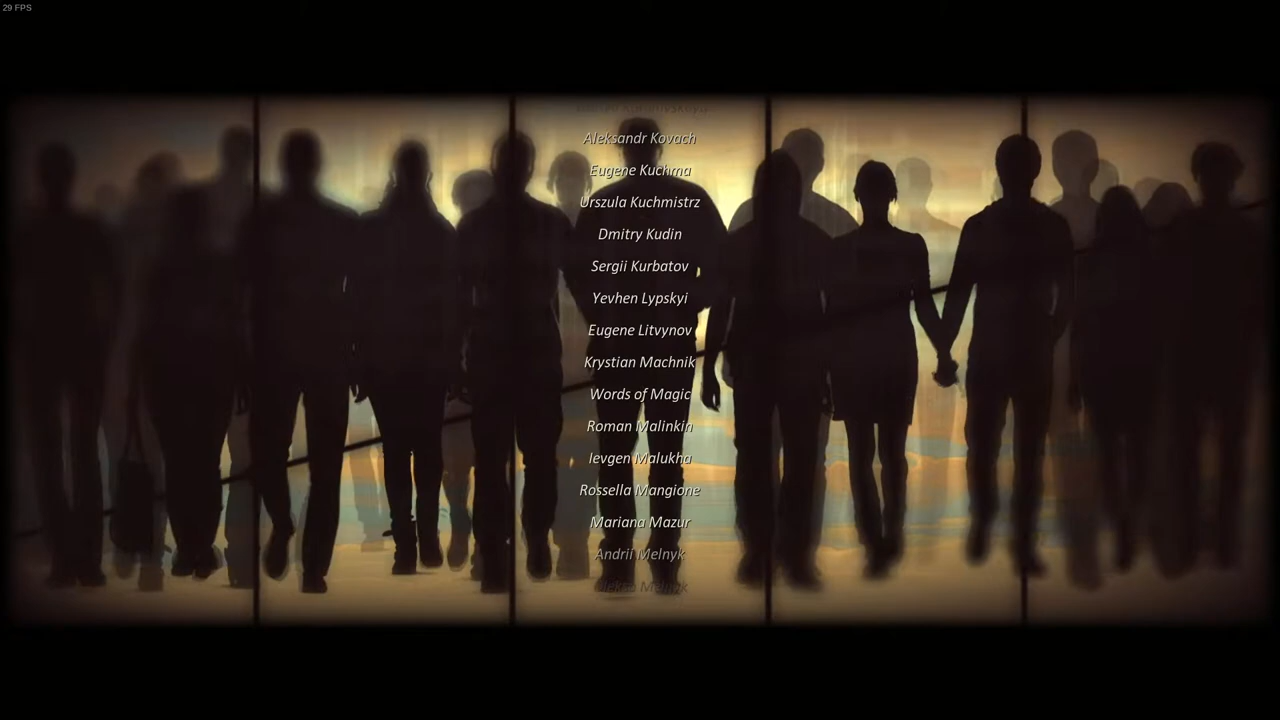 29 FPS
Aleksandr Kovach
Eugene Kuchma
Urszula Kuchmistrz
Dmitry Kudin
Sergii Kurbatov
Yevhen Lypskyi
Eugene Litvynov
Krystian Machnik
Words of Magic
Roman Malinkin
Ievgen Malukha
Rossella Mangione
Mariana Mazur
Andrii Melnyk
Melnyk